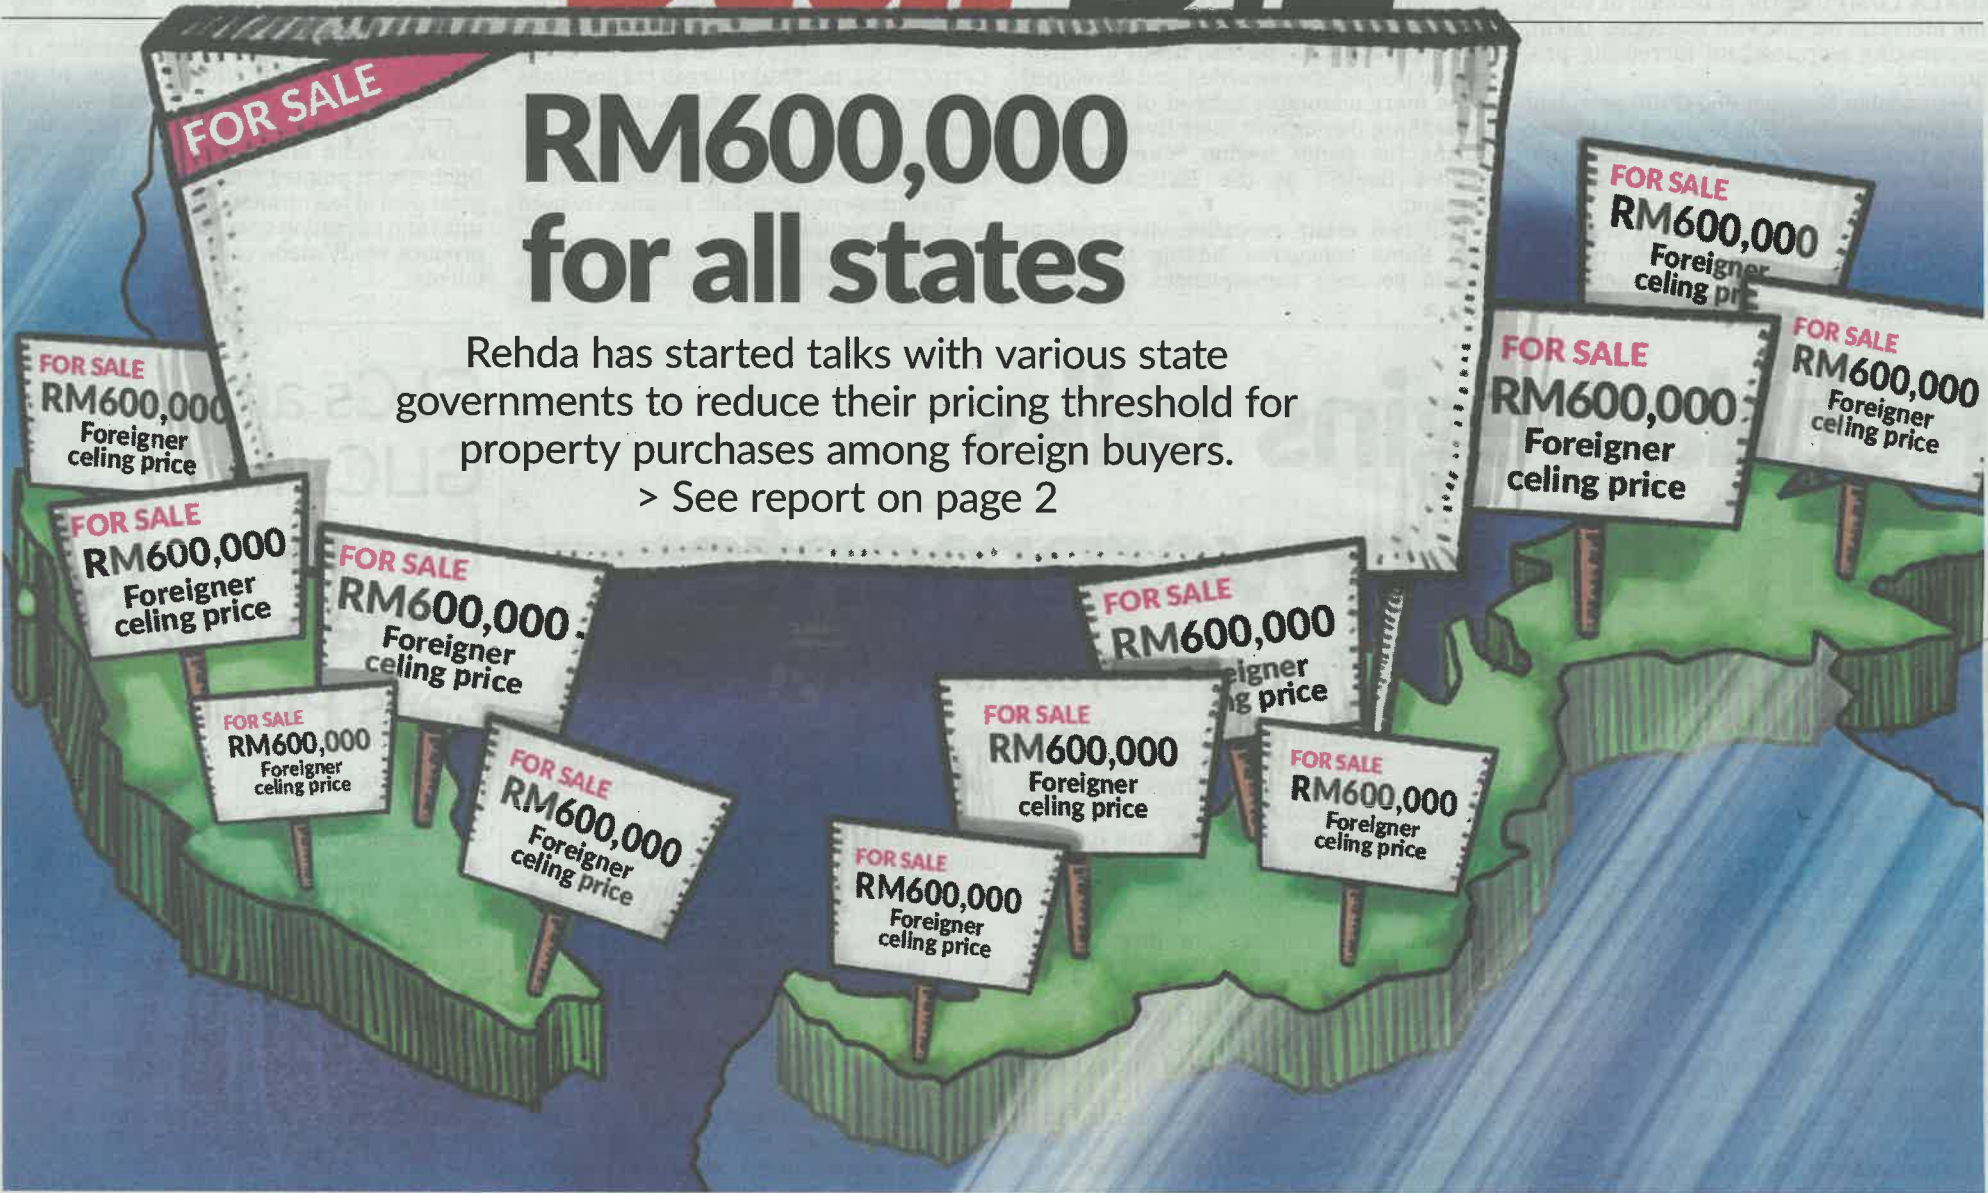 FOR SALE
RM600,000
for all states
Rehda has started talks with various state
governments to reduce their pricing threshold for
property purchases among foreign buyers.
> See report on page 2
FOR SALE
RM600,000
Foreigner
celing price
FOR SALE
RM600,000
Foreigner
celing price
FOR SALE
RM600,000
Foreigner
celing price
FOR SALE
RM600,000
Foreigner
celing price
FOR SALE
RM600,000
Foreigner
celing price
FOR SALE
RM600,000
Foreigner
celing pr
FOR SALE
RM600,000
Foreigner
celing price
FOR SALE
RM600,000
Foreigner
celing price
FOR SALE
RM600,000
eigner
g price
FOR SALE
RM600,000
Foreigner
celing price
FOR SALE
RM600,000
Foreigner
celing price
FOR SALE
RM600,000
Foreigner
celing price